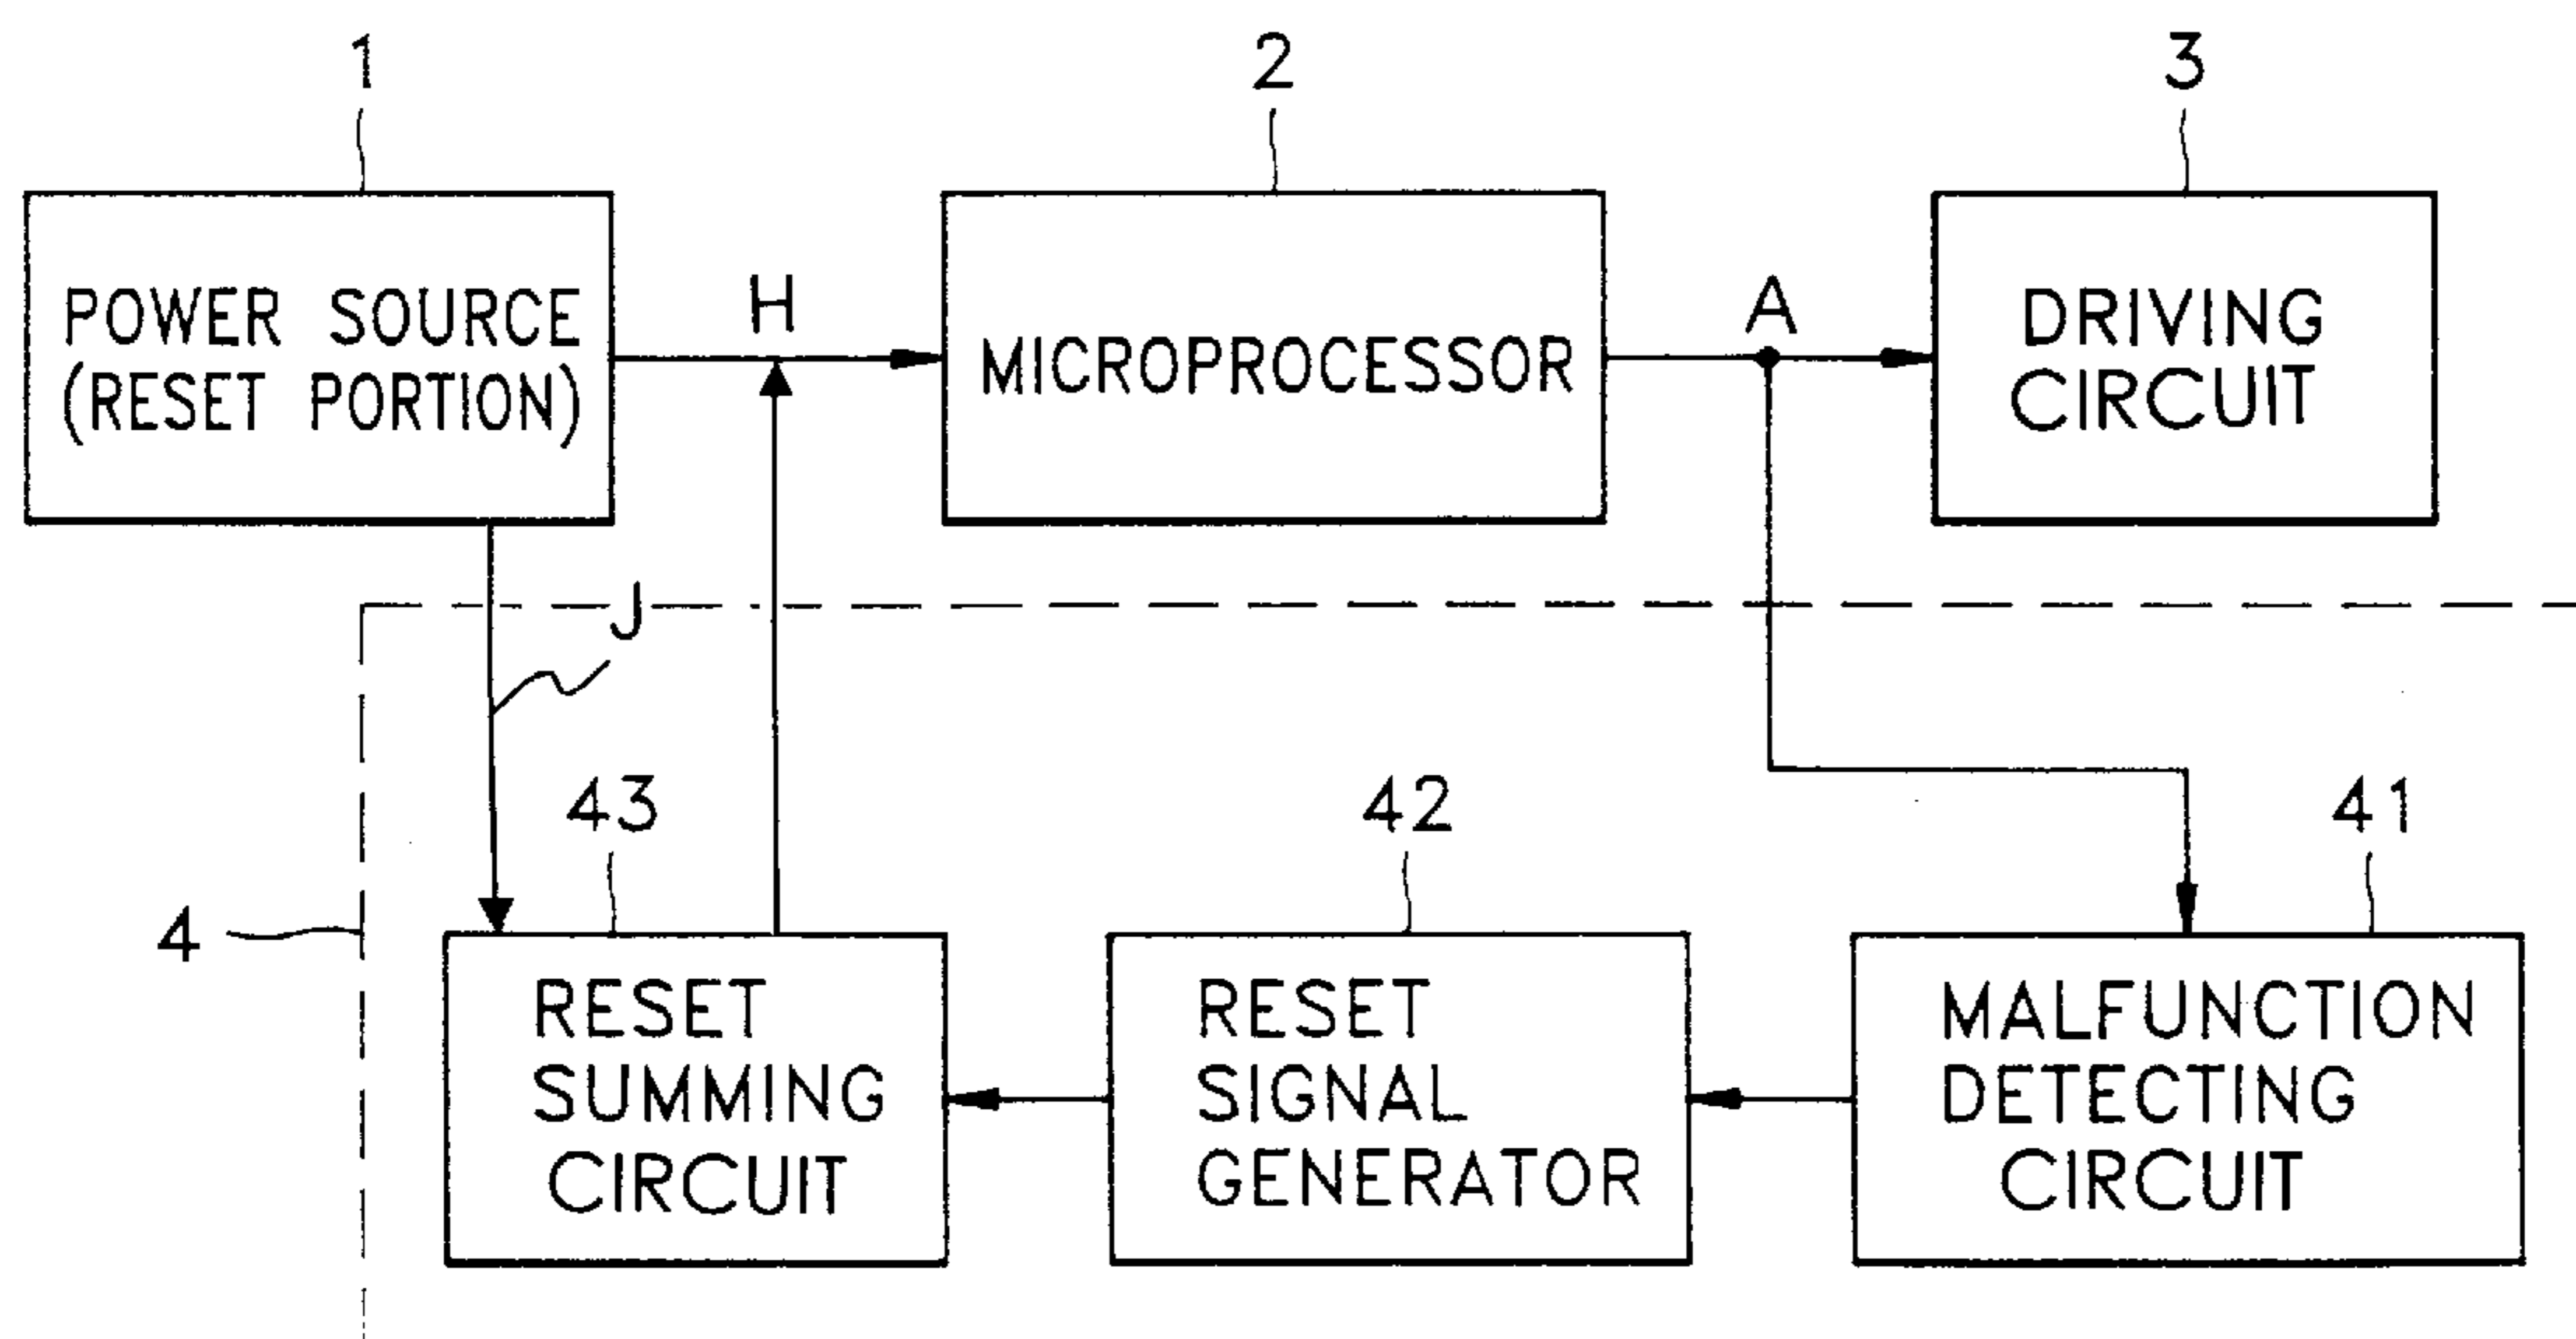 1
2
3
POWER SOURCE
(RESET PORTION)
H
MICROPROCESSOR
A
DRIVING
CIRCUIT
J
4
43
42
41
RESET
SUMMING
CIRCUIT
RESET
SIGNAL
GENERATOR
MALFUNCTION
DETECTING
CIRCUIT